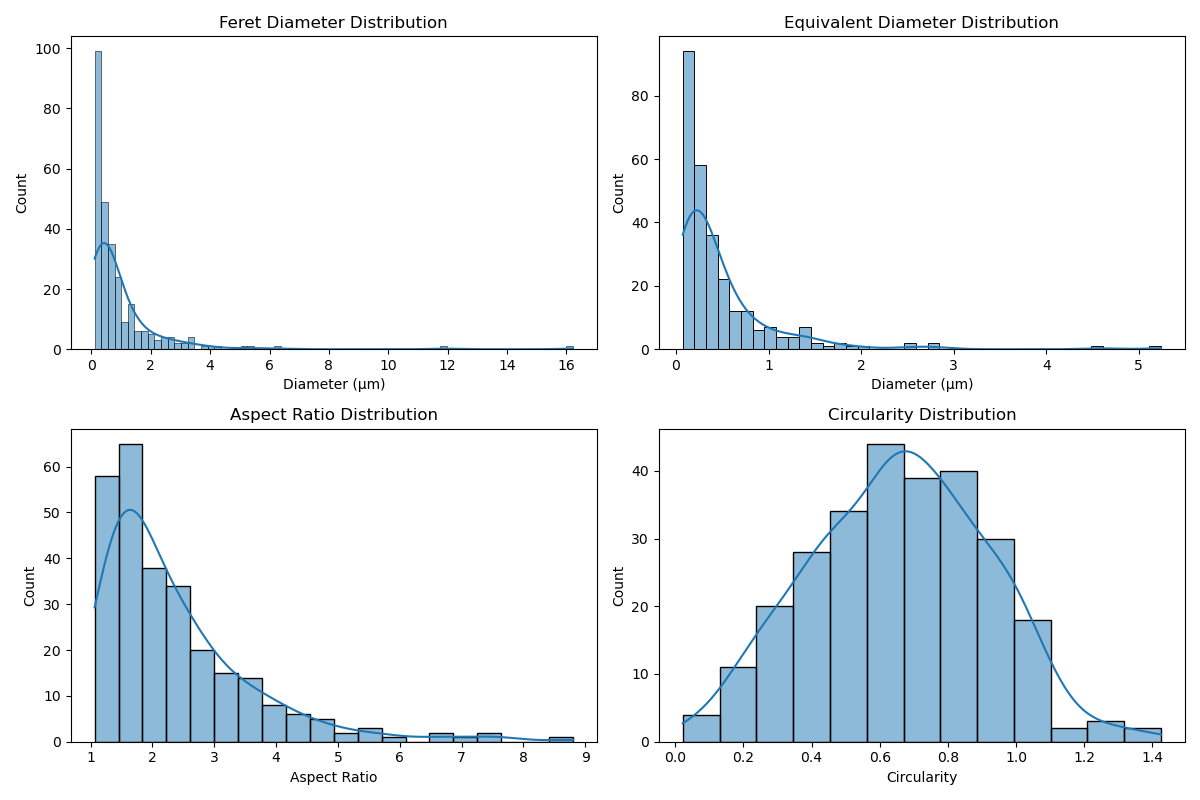 Feret Diameter Distribution
Count
100
80
60
40
20
0
0 2 4 6 8 10 12 14 16
Diameter (μm)
Equivalent Diameter Distribution
Count
80
60
40
20
0
0 1 2 3 4 5
Diameter (μm)
Aspect Ratio Distribution
Count
60
50
40
30
20
10
0
1 2 3 4 5 6 7 8 9
Aspect Ratio
Circularity Distribution
Count
40
30
20
10
0
0.0 0.2 0.4 0.6 0.8 1.0 1.2 1.4
Circularity